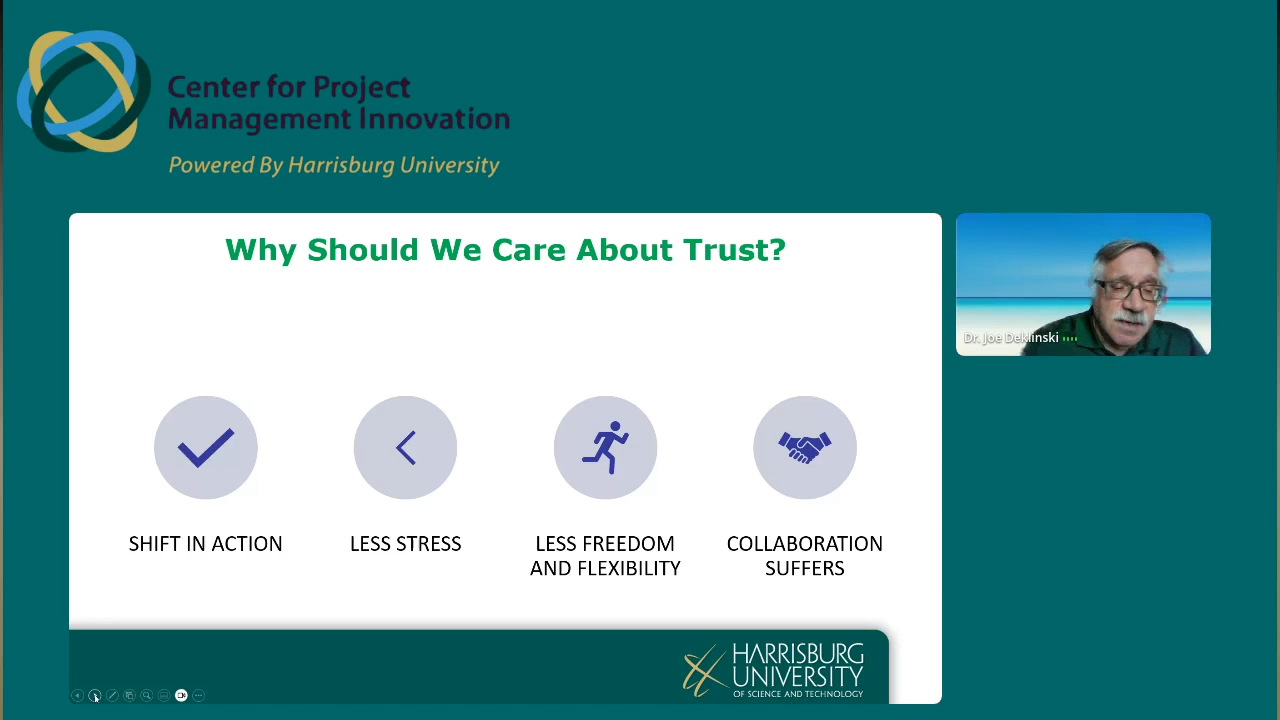 Center for Project
Management Innovation
Powered By Harrisburg University
Why Should We Care About Trust?
SHIFT IN ACTION
LESS STRESS
LESS FREEDOM
AND FLEXIBILITY
COLLABORATION
SUFFERS
Dr. Joe Deklinski
HARRISBURG
UNIVERSITY
OF SCIENCE AND TECHNOLOGY